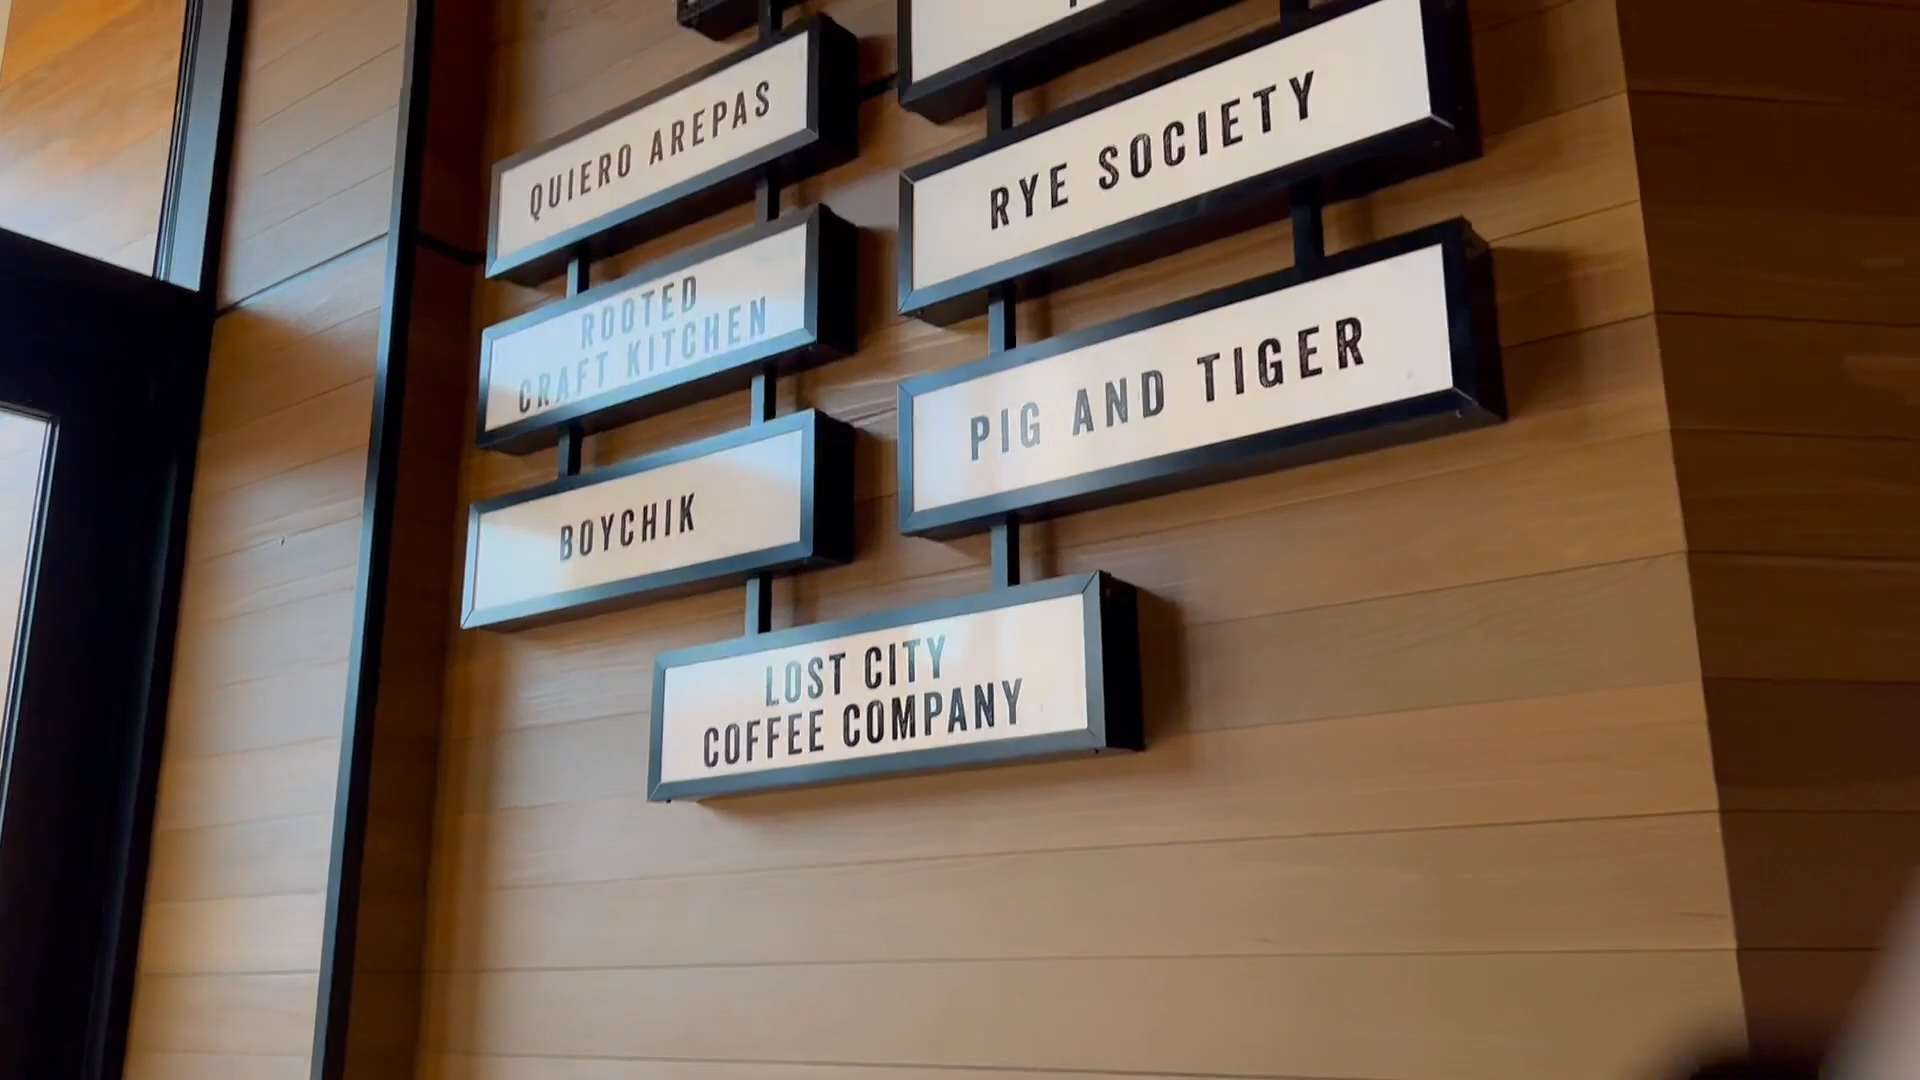 QUIERO AREPAS
ROOTED
CRAFT KITCHEN
BOYCHIK
RYE SOCIETY
PIG AND TIGER
LOST CITY
COFFEE COMPANY